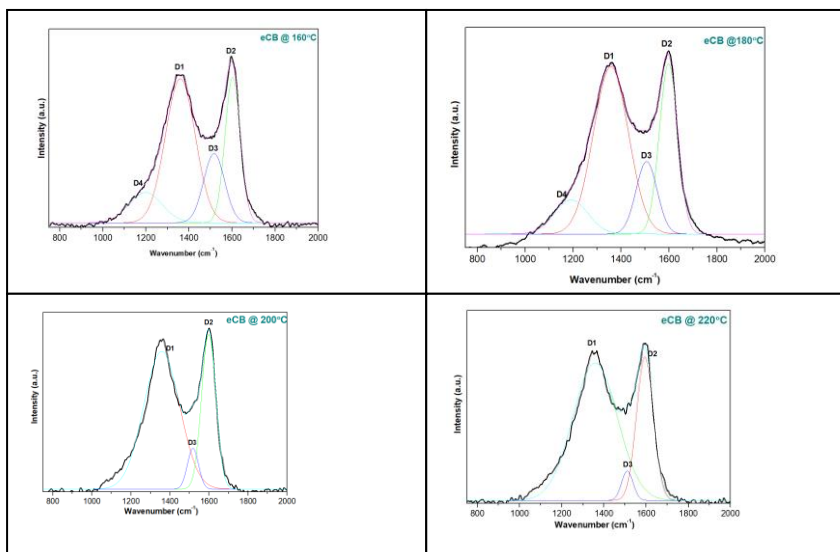 eCB @ 160°C
D1
D2
D3
D4
Intensity (a.u.)
800 1000 1200 1400 1600 1800 2000
Wavenumber (cm⁻¹)
eCB @180°C
D1
D2
D3
D4
Intensity (a.u.)
800 1000 1200 1400 1600 1800 2000
Wavenumber (cm⁻¹)
eCB @ 200°C
D1
D2
D3
Intensity (a.u.)
800 1000 1200 1400 1600 1800 2000
Wavenumber (cm⁻¹)
eCB @ 220°C
D1
D2
D3
Intensity (a.u.)
800 1000 1200 1400 1600 1800 2000
Wavenumber (cm⁻¹)